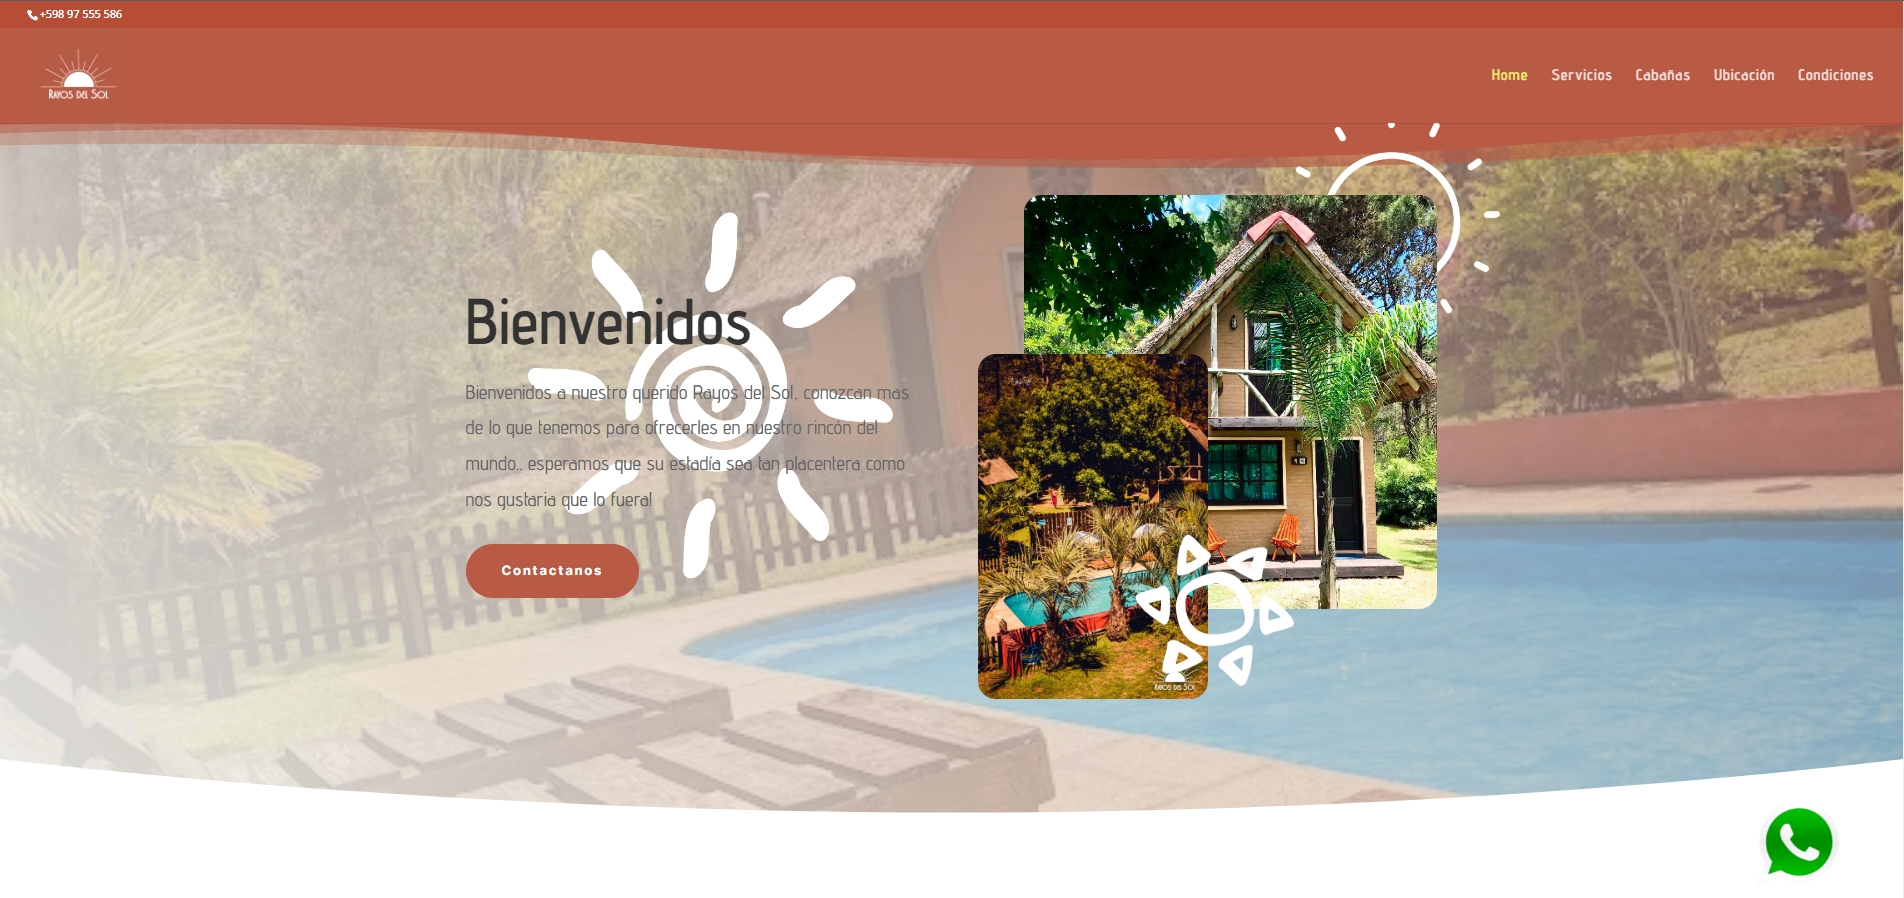 +598 97 555 586
RAYOS DEL SOL
Home Servicios Cabañas Ubicación Condiciones
Bienvenidos
Bienvenidos a nuestro querido Rayos del Sol, conozcan mas
de lo que tenemos para ofrecerles en nuestro rincón del
mundo.. esperamos que su estadía sea tan placentera como
nos gustaria que lo fuera!
Contactanos
RAYOS DEL SOL